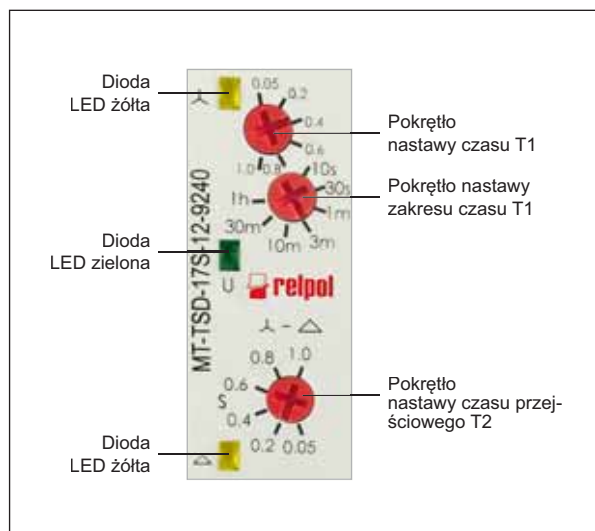 Dioda
LED żółta
Dioda
LED zielona
Dioda
LED żółta
MT-TSD-17S-12-9240
0.05
0.2
0.4
0.6
0.8
1.0
10s
30s
1m
3m
10m
30m
1h
U
relpol
0.8
1.0
0.6
S
0.4
0.2
0.05
Pokrętło
nastawy czasu T1
Pokrętło nastawy
zakresu czasu T1
Pokrętło
nastawy czasu przej-
ściowego T2